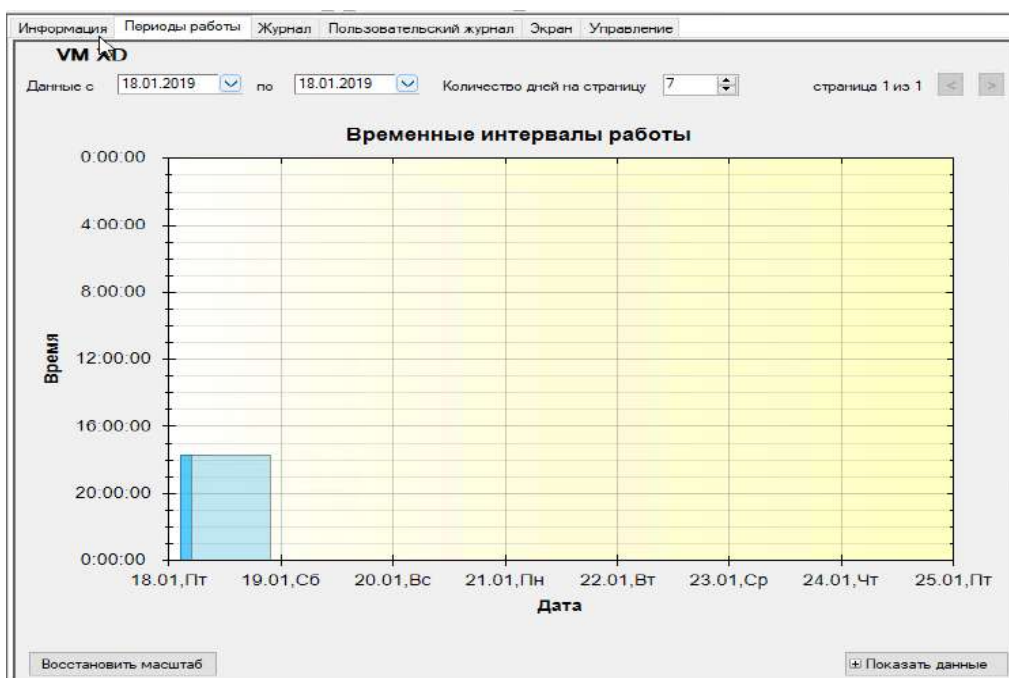 Информация Периоды работы Журнал Пользовательский журнал Экран Управление
VM AD
Данные с 18.01.2019 по 18.01.2019 Количество дней на страницу 7 страница 1 из 1 < >
Временные интервалы работы
0:00:00
4:00:00
8:00:00
12:00:00
16:00:00
20:00:00
0:00:00
Время
18.01,Пт 19.01,Сб 20.01,Вс 21.01,Пн 22.01,Вт 23.01,Ср 24.01,Чт 25.01,Пт
Дата
Восстановить масштаб Показать данные